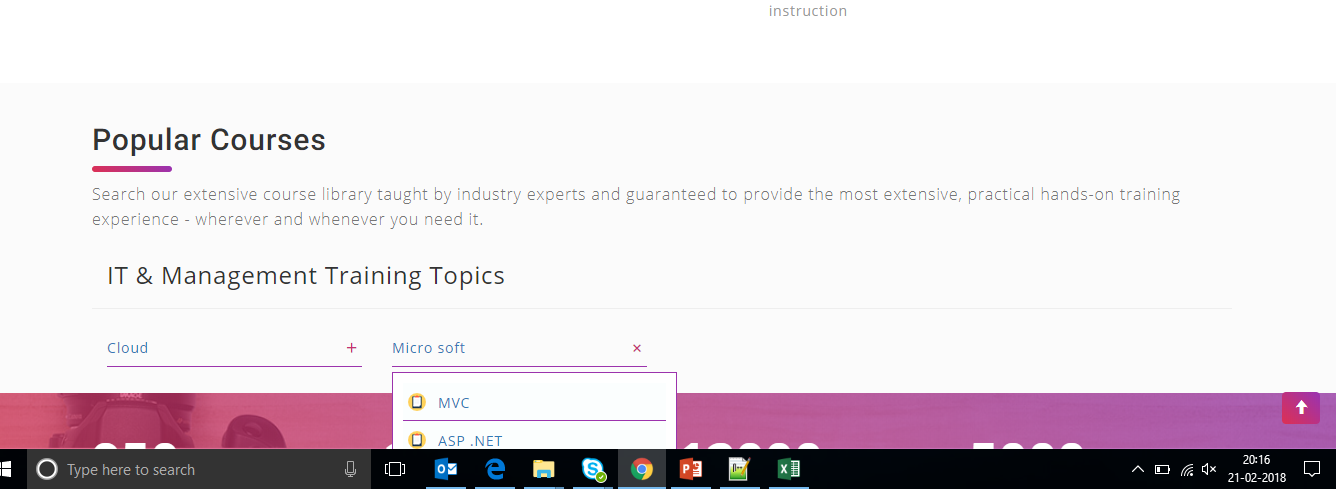 instruction
Popular Courses
Search our extensive course library taught by industry experts and guaranteed to provide the most extensive, practical hands-on training
experience - wherever and whenever you need it.
IT & Management Training Topics
Cloud +
Micro soft ×
MVC
ASP .NET
Type here to search
20:16
21-02-2018